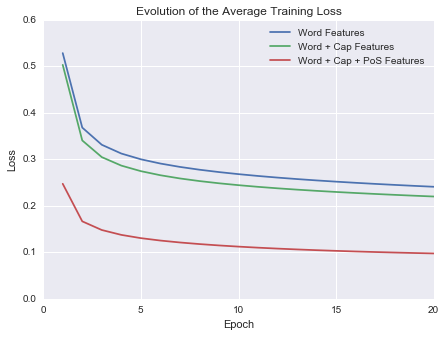 Evolution of the Average Training Loss
Word Features
Word + Cap Features
Word + Cap + PoS Features
Loss
0.6
0.5
0.4
0.3
0.2
0.1
0.0
0 5 10 15 20
Epoch